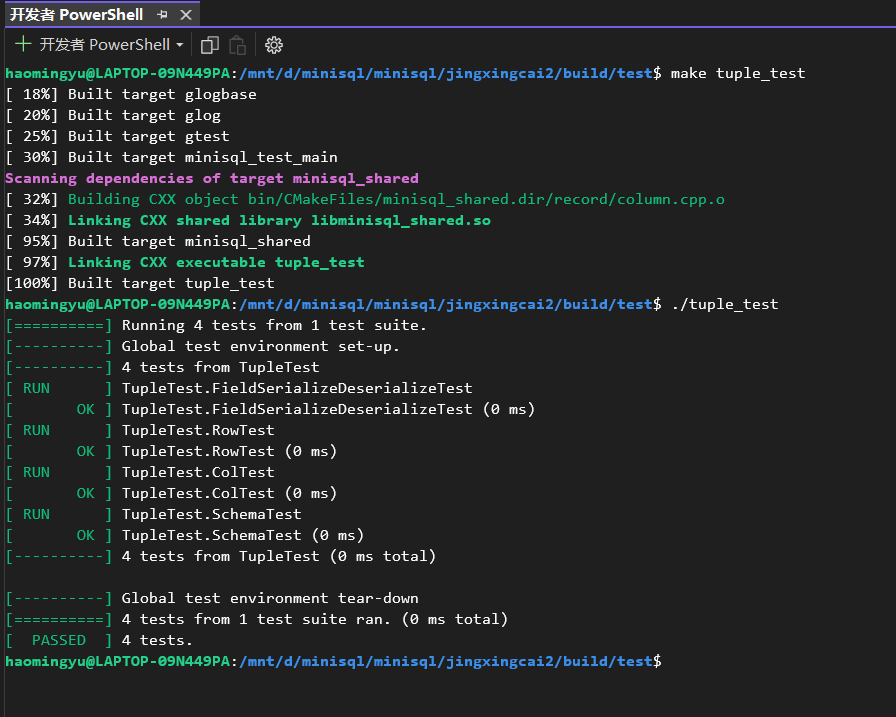 开发者 PowerShell
开发者 PowerShell
haomingyu@LAPTOP-09N449PA:/mnt/d/minisql/minisql/jingxingcai2/build/test$ make tuple_test
[ 18%] Built target glogbase
[ 20%] Built target glog
[ 25%] Built target gtest
[ 30%] Built target minisql_test_main
Scanning dependencies of target minisql_shared
[ 32%] Building CXX object bin/CMakeFiles/minisql_shared.dir/record/column.cpp.o
[ 34%] Linking CXX shared library libminisql_shared.so
[ 95%] Built target minisql_shared
[ 97%] Linking CXX executable tuple_test
[100%] Built target tuple_test
haomingyu@LAPTOP-09N449PA:/mnt/d/minisql/minisql/jingxingcai2/build/test$ ./tuple_test
[==========] Running 4 tests from 1 test suite.
[----------] Global test environment set-up.
[----------] 4 tests from TupleTest
[ RUN      ] TupleTest.FieldSerializeDeserializeTest
[       OK ] TupleTest.FieldSerializeDeserializeTest (0 ms)
[ RUN      ] TupleTest.RowTest
[       OK ] TupleTest.RowTest (0 ms)
[ RUN      ] TupleTest.ColTest
[       OK ] TupleTest.ColTest (0 ms)
[ RUN      ] TupleTest.SchemaTest
[       OK ] TupleTest.SchemaTest (0 ms)
[----------] 4 tests from TupleTest (0 ms total)
[----------] Global test environment tear-down
[==========] 4 tests from 1 test suite ran. (0 ms total)
[  PASSED  ] 4 tests.
haomingyu@LAPTOP-09N449PA:/mnt/d/minisql/minisql/jingxingcai2/build/test$